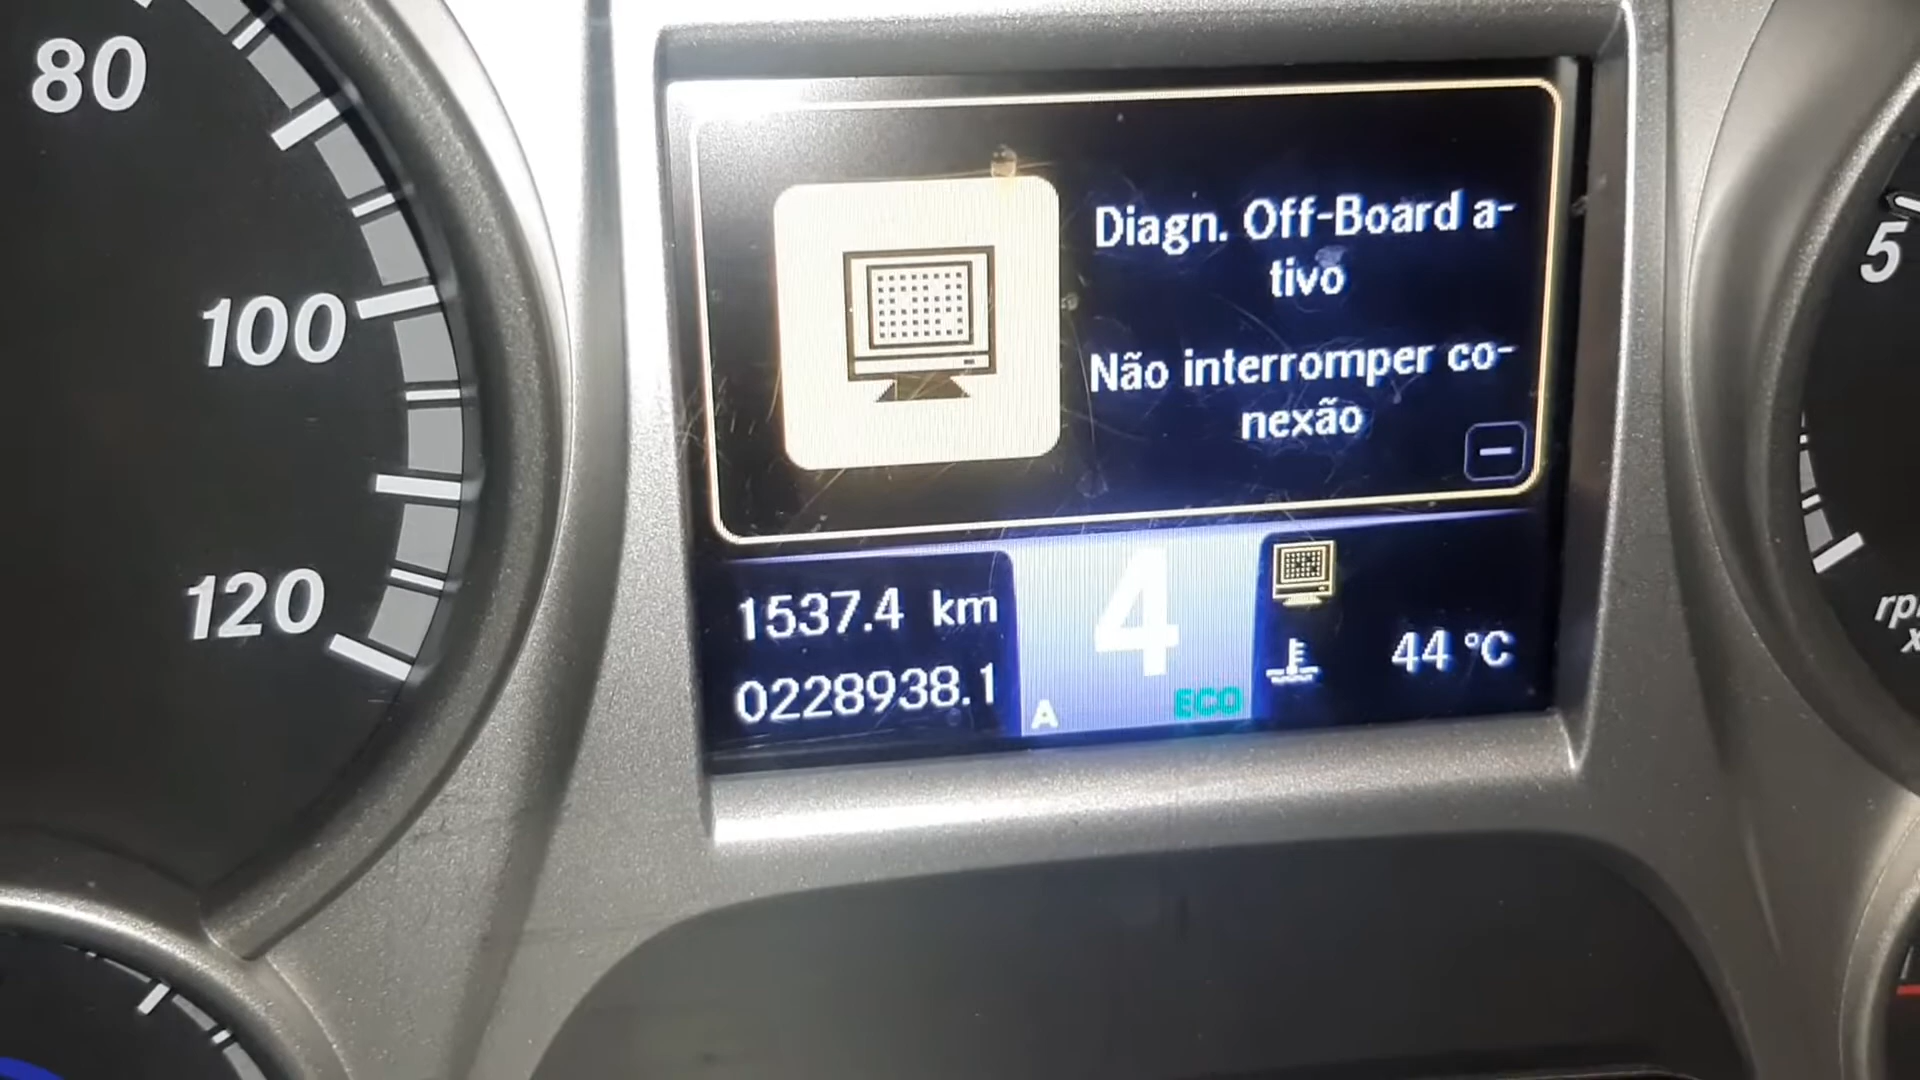 80
100
120
Diagn. Off-Board a-
tivo
Não interromper co-
nexão
1537.4 km
0228938.1
4
A
ECO
44 °C
5